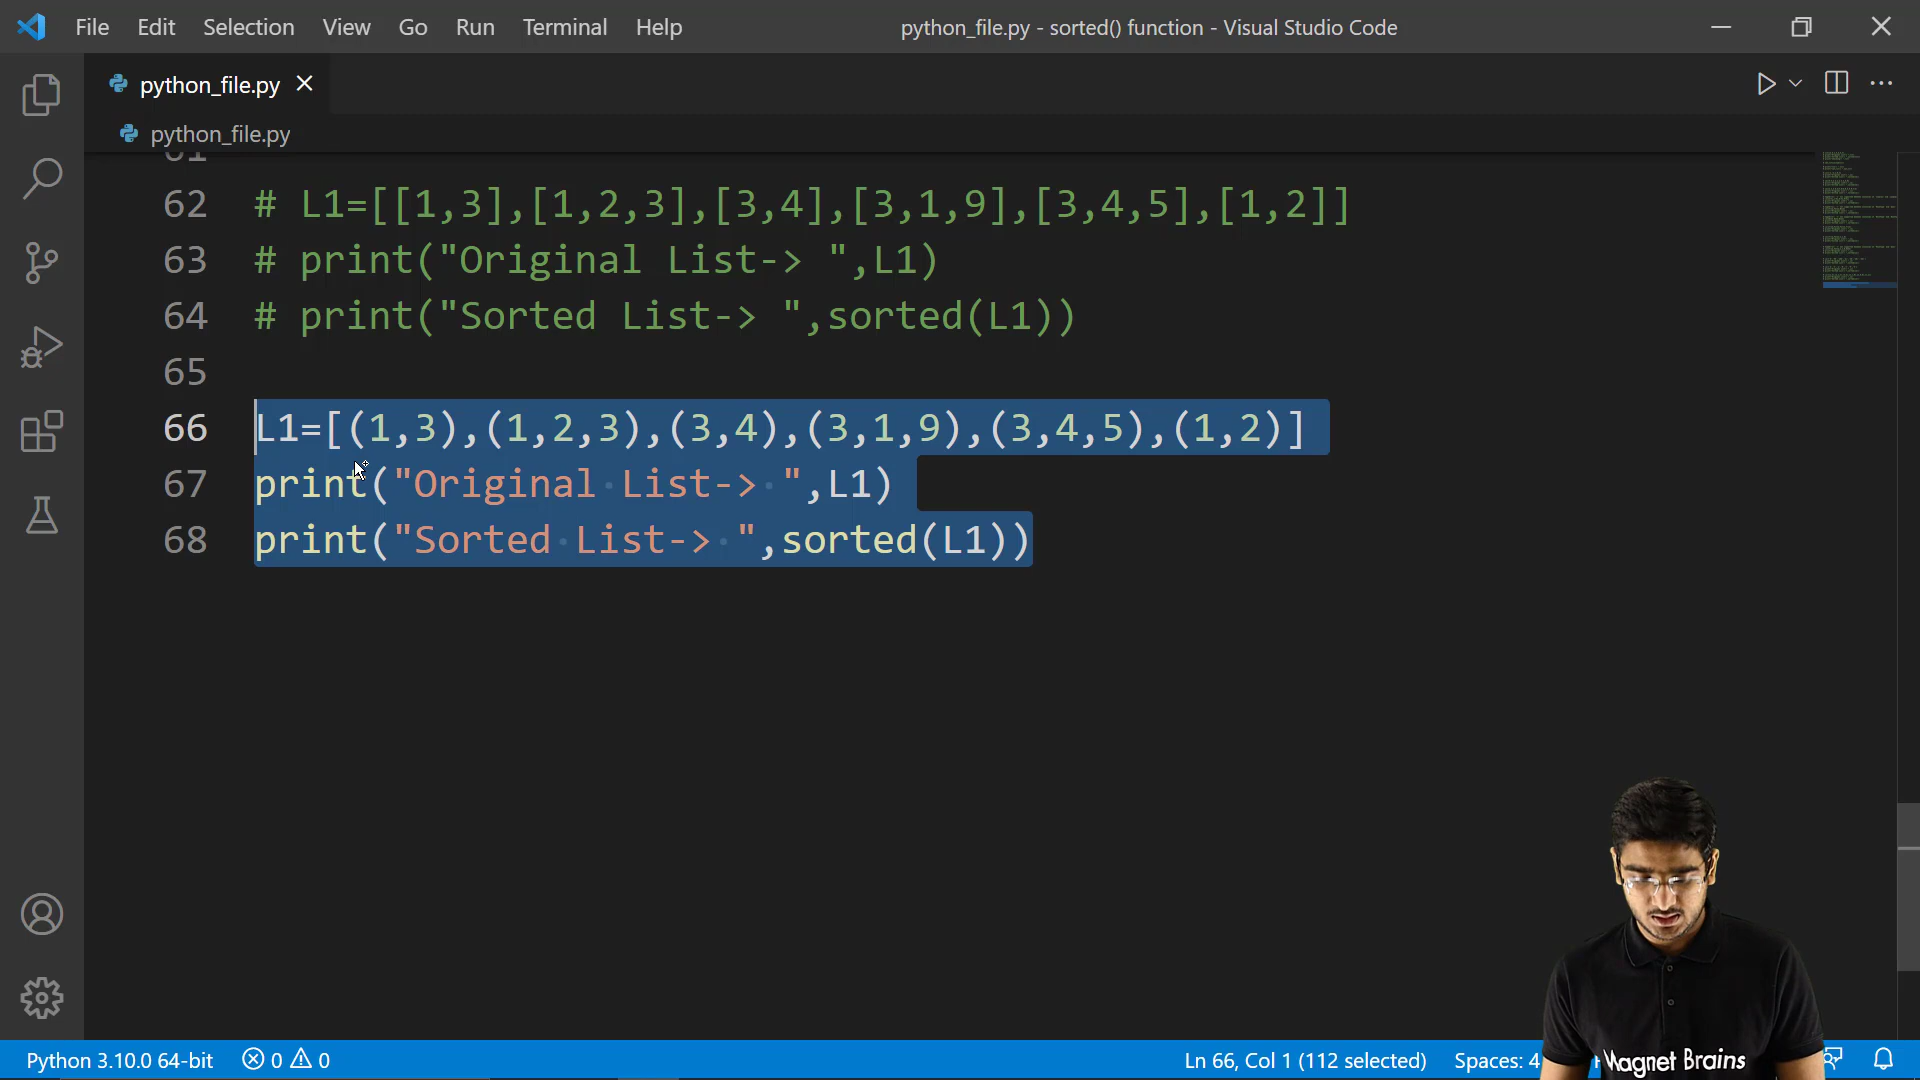 File Edit Selection View Go Run Terminal Help python_file.py - sorted() function - Visual Studio Code
python_file.py
python_file.py
61
62 # L1=[[1,3],[1,2,3],[3,4],[3,1,9],[3,4,5],[1,2]]
63 # print("Original List-> ",L1)
64 # print("Sorted List-> ",sorted(L1))
65
66 L1=[(1,3),(1,2,3),(3,4),(3,1,9),(3,4,5),(1,2)]
67 print("Original List-> ",L1)
68 print("Sorted List-> ",sorted(L1))
Python 3.10.0 64-bit 0 0 Ln 66, Col 1 (112 selected) Spaces: 4
Magnet Brains